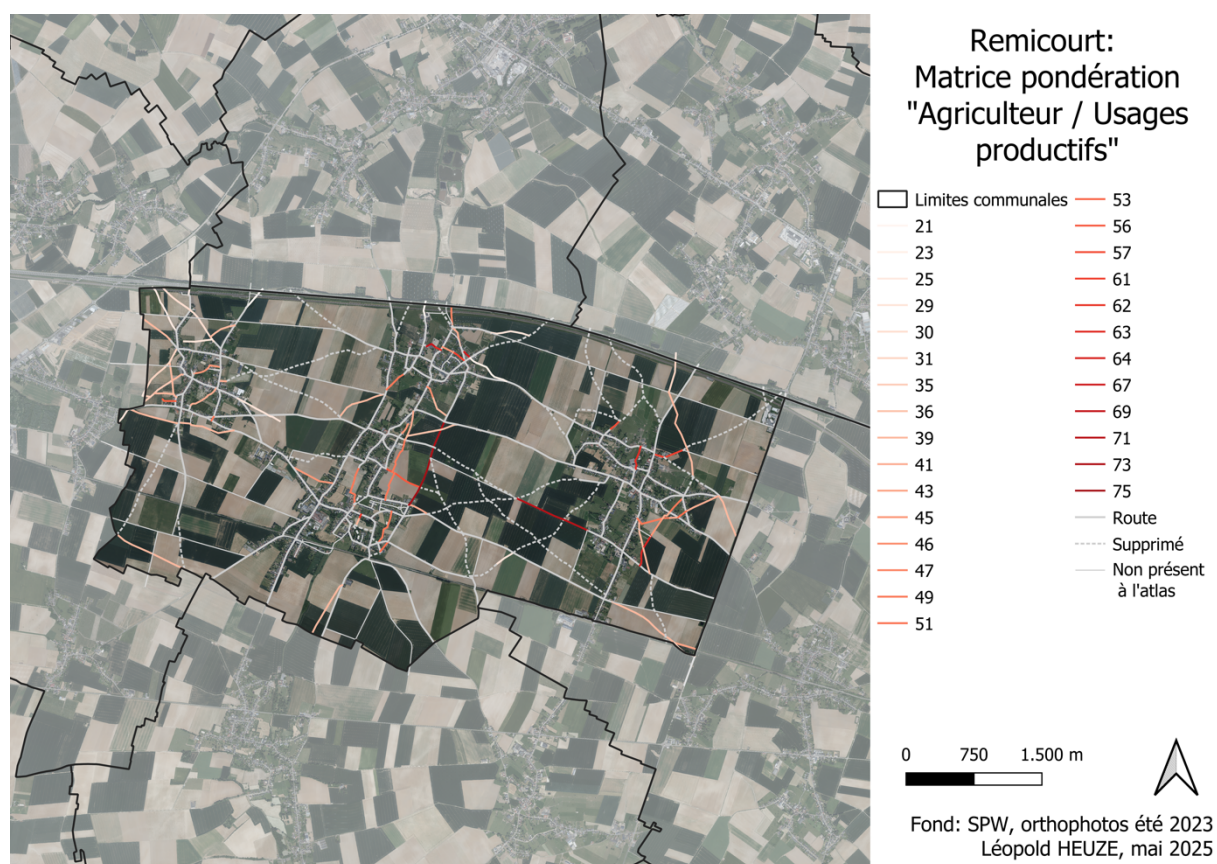 Remicourt:
Matrice pondération
"Agriculteur / Usages
productifs"
Limites communales
21
23
25
29
30
31
35
36
39
41
43
45
46
47
49
51
53
56
57
61
62
63
64
67
69
71
73
75
Route
Supprimé
Non présent
à l'atlas
0 750 1.500 m
Fond: SPW, orthophotos été 2023
Léopold HEUZE, mai 2025